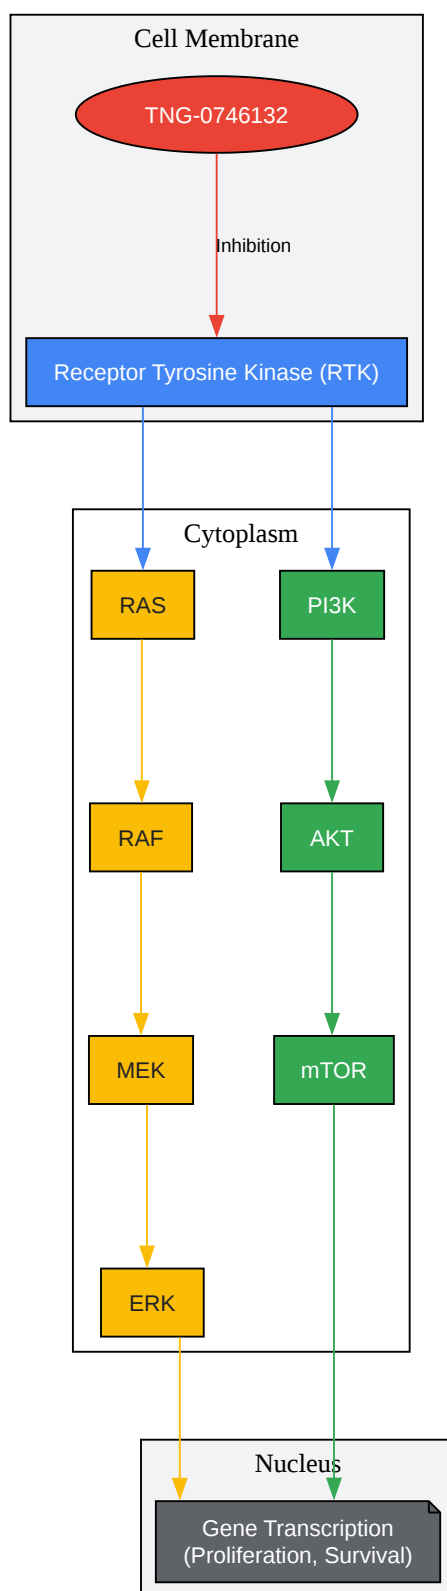 Cell Membrane
TNG-0746132
Inhibition
Receptor Tyrosine Kinase (RTK)
Cytoplasm
RAS
PI3K
RAF
AKT
MEK
mTOR
ERK
Nucleus
Gene Transcription
(Proliferation, Survival)